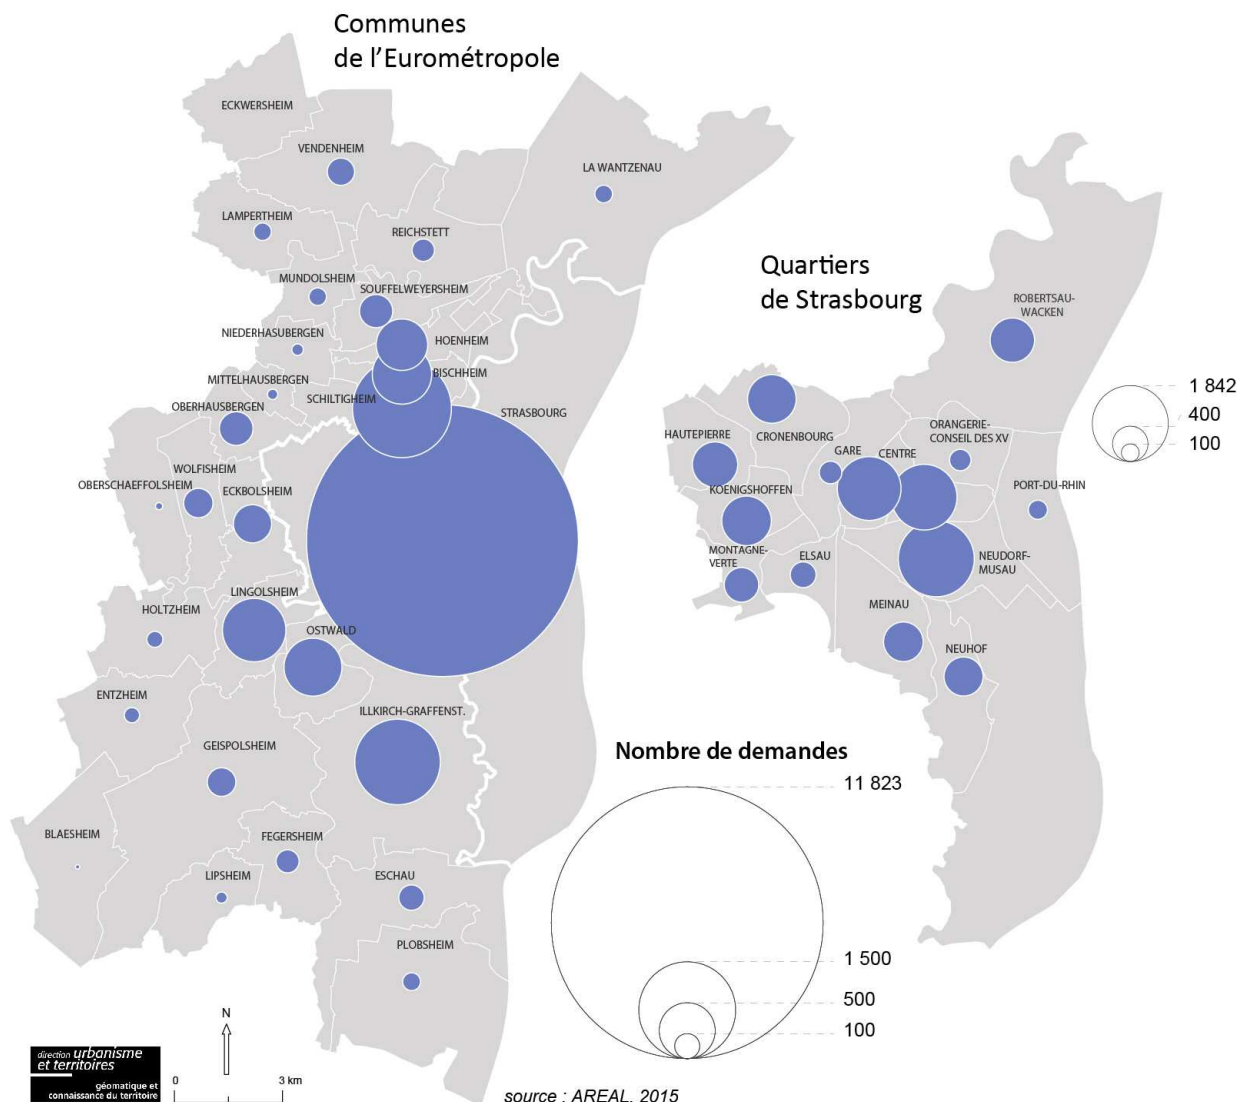 Communes
de l'Eurométropole
ECKWERSHEIM
VENDENHEIM
LA WANTZENAU
LAMPERTHEIM
REICHSTETT
MUNDOLSHEIM
SOUFFELWEYERSHEIM
NIEDERHASUBERGEN
HOENHEIM
MITTELHAUSBERGEN
BISCHHEIM
SCHILTIGHEIM
OBERHAUSBERGEN
STRASBOURG
WOLFISHEIM
OBERSCHAEFFOLSHEIM
ECKBOLSHEIM
LINGOLSHEIM
HOLTZHEIM
OSTWALD
ENTZHEIM
ILLKIRCH-GRAFFENST.
GEISPOLSHEIM
BLAESHEIM
FEGERSHEIM
LIPSHEIM
ESCHAU
PLOBSHEIM
Quartiers
de Strasbourg
ROBERTSAU-
WACKEN
1 842
400
100
ORANGERIE-
CONSEIL DES XV
HAUTEPIERRE
CRONENBOURG
GARE
CENTRE
KOENIGSHOFFEN
PORT-DU-RHIN
MONTAGNE-
VERTE
ELSAU
NEUDORF-
MUSAU
MEINAU
NEUHOF
Nombre de demandes
11 823
1 500
500
100
N
0
3 km
direction urbanisme
et territoires
géomatique et
connaissance du territoire
source : AREAL, 2015